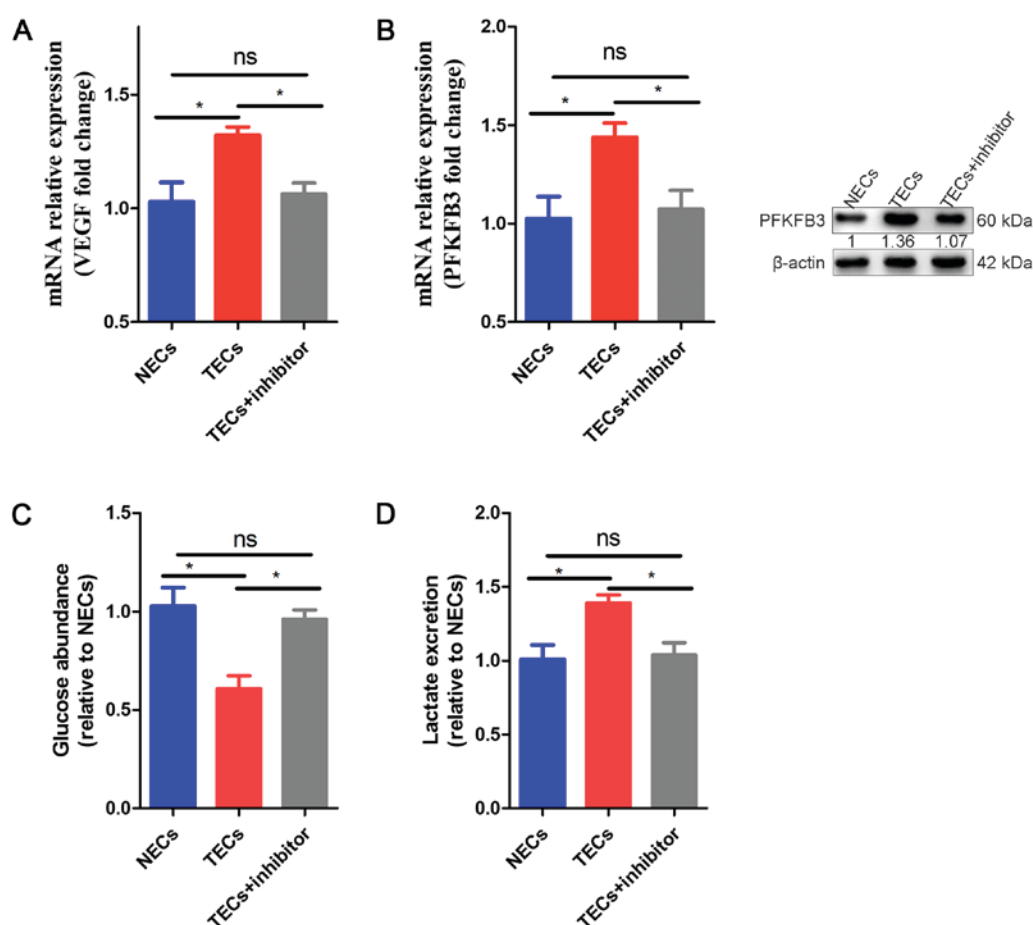 A
mRNA relative expression
(VEGF fold change)
1.5
1.0
0.5
ns
*
*
NECs
TECs
TECs+inhibitor
B
mRNA relative expression
(PFKFB3 fold change)
2.0
1.5
1.0
0.5
ns
*
*
NECs
TECs
TECs+inhibitor
NECs
TECs
TECs+inhibitor
PFKFB3
60 kDa
1 1.36 1.07
β-actin
42 kDa
C
Glucose abundance
(relative to NECs)
1.5
1.0
0.5
0.0
ns
*
*
NECs
TECs
TECs+inhibitor
D
Lactate excretion
(relative to NECs)
2.0
1.5
1.0
0.5
0.0
ns
*
*
NECs
TECs
TECs+inhibitor